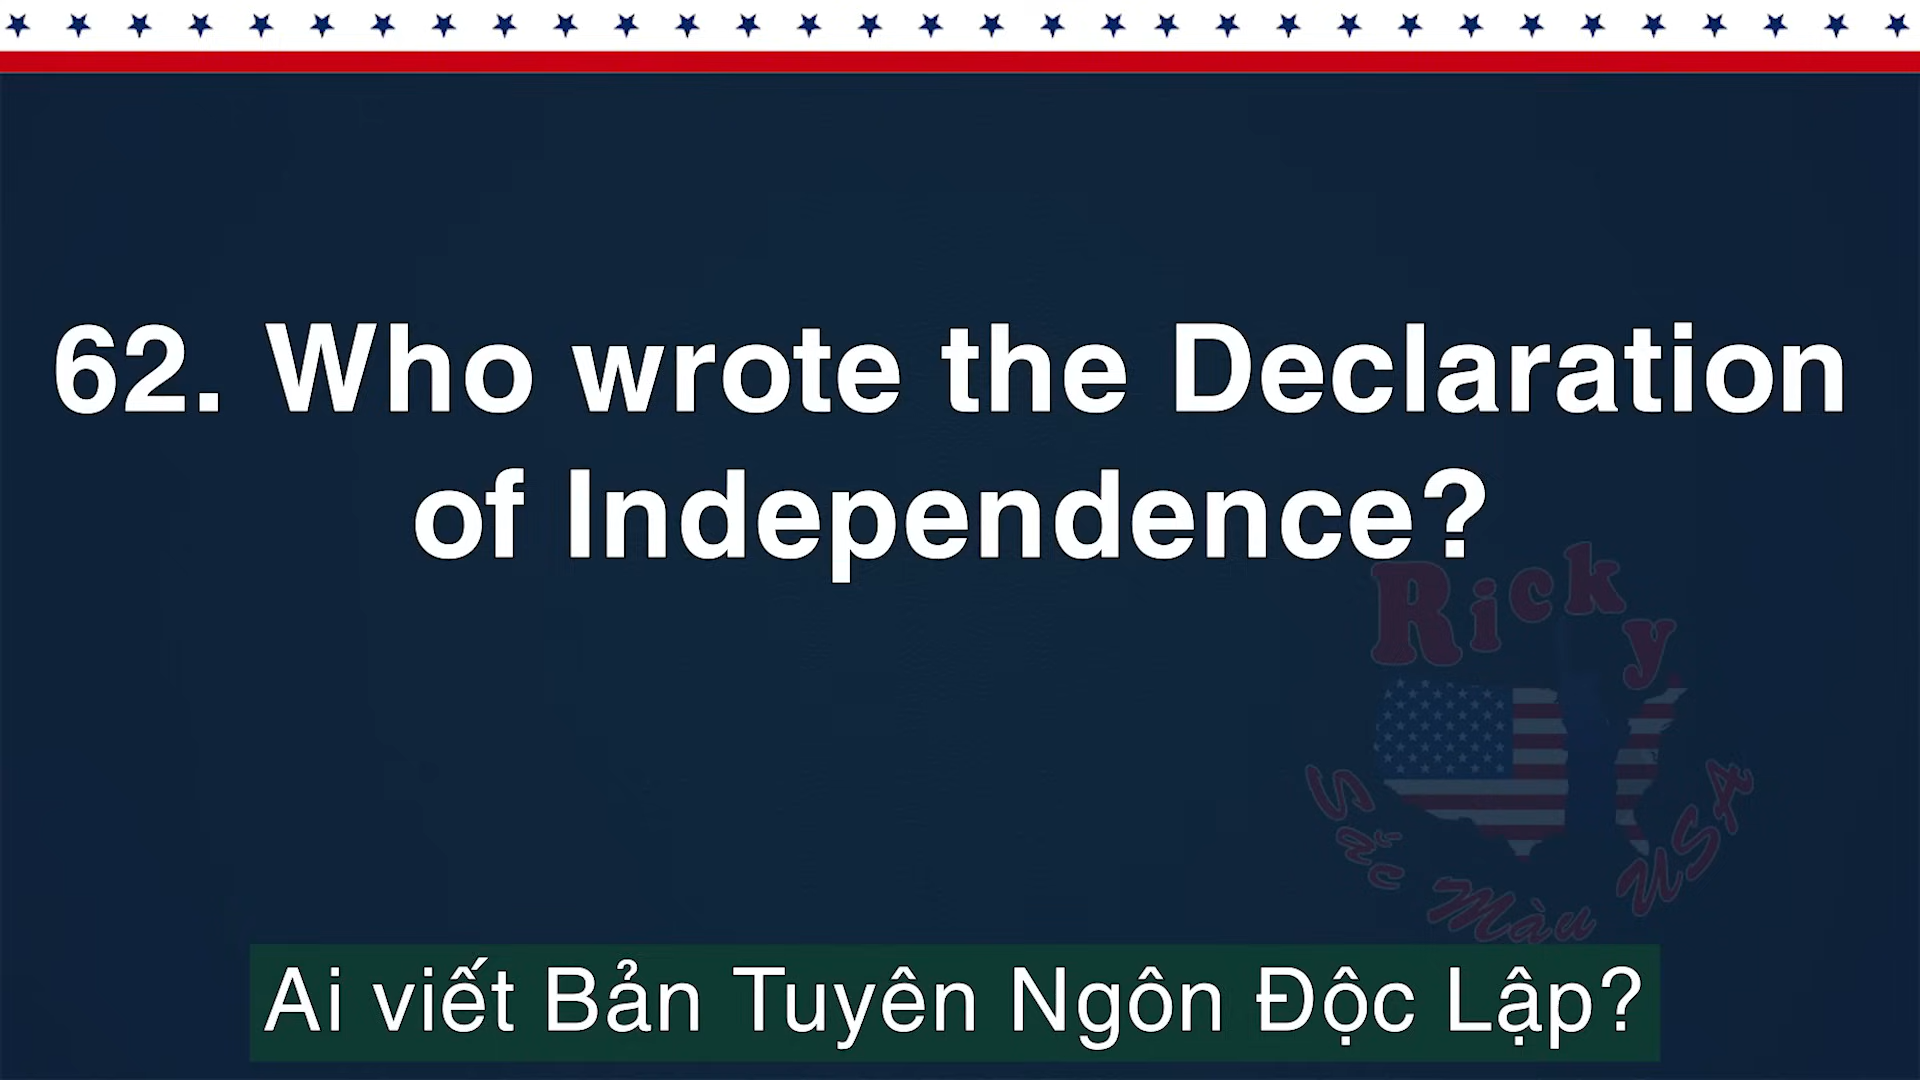 62. Who wrote the Declaration
of Independence?
Ricky
Sắc Màu USA
Ai viết Bản Tuyên Ngôn Độc Lập?